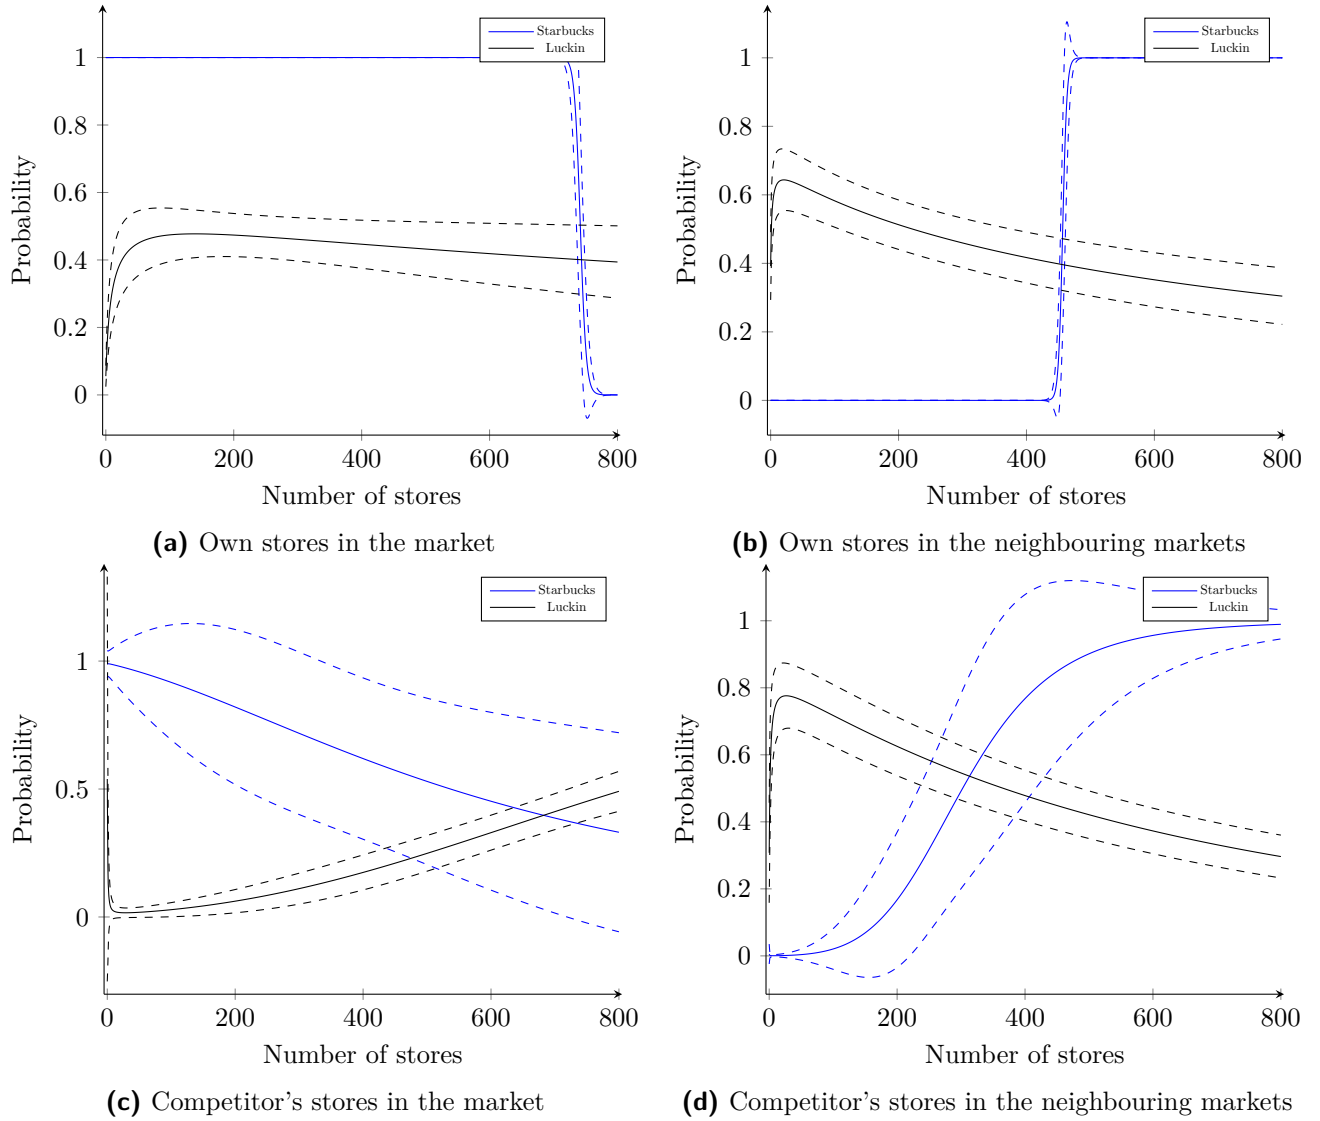 Starbucks
Luckin
1
0.8
0.6
0.4
0.2
0
Probability
0 200 400 600 800
Number of stores
(a) Own stores in the market
Starbucks
Luckin
1
0.8
0.6
0.4
0.2
0
Probability
0 200 400 600 800
Number of stores
(b) Own stores in the neighbouring markets
Starbucks
Luckin
1
0.5
0
Probability
0 200 400 600 800
Number of stores
(c) Competitor's stores in the market
Starbucks
Luckin
1
0.8
0.6
0.4
0.2
0
Probability
0 200 400 600 800
Number of stores
(d) Competitor's stores in the neighbouring markets